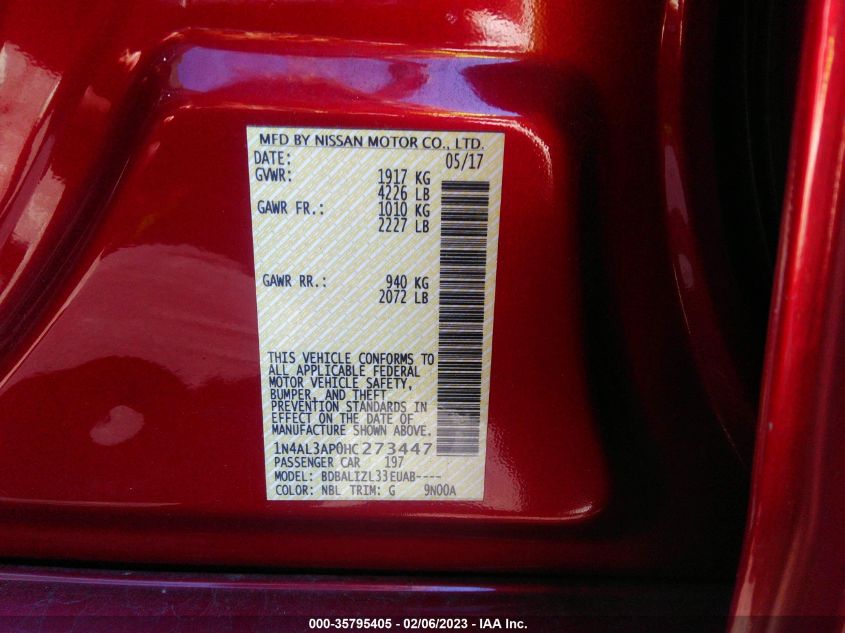 MFD BY NISSAN MOTOR CO., LTD.
DATE: 05/17
GVWR: 1917 KG
4226 LB
GAWR FR.: 1010 KG
2227 LB
GAWR RR.: 940 KG
2072 LB
THIS VEHICLE CONFORMS TO
ALL APPLICABLE FEDERAL
MOTOR VEHICLE SAFETY,
BUMPER, AND THEFT
PREVENTION STANDARDS IN
EFFECT ON THE DATE OF
MANUFACTURE SHOWN ABOVE.
1N4AL3AP0HC273447
PASSENGER CAR 197
MODEL: BDBALIZL33EUAB----
COLOR: NBL TRIM: G 9N00A
000-35795405 - 02/06/2023 - IAA Inc.